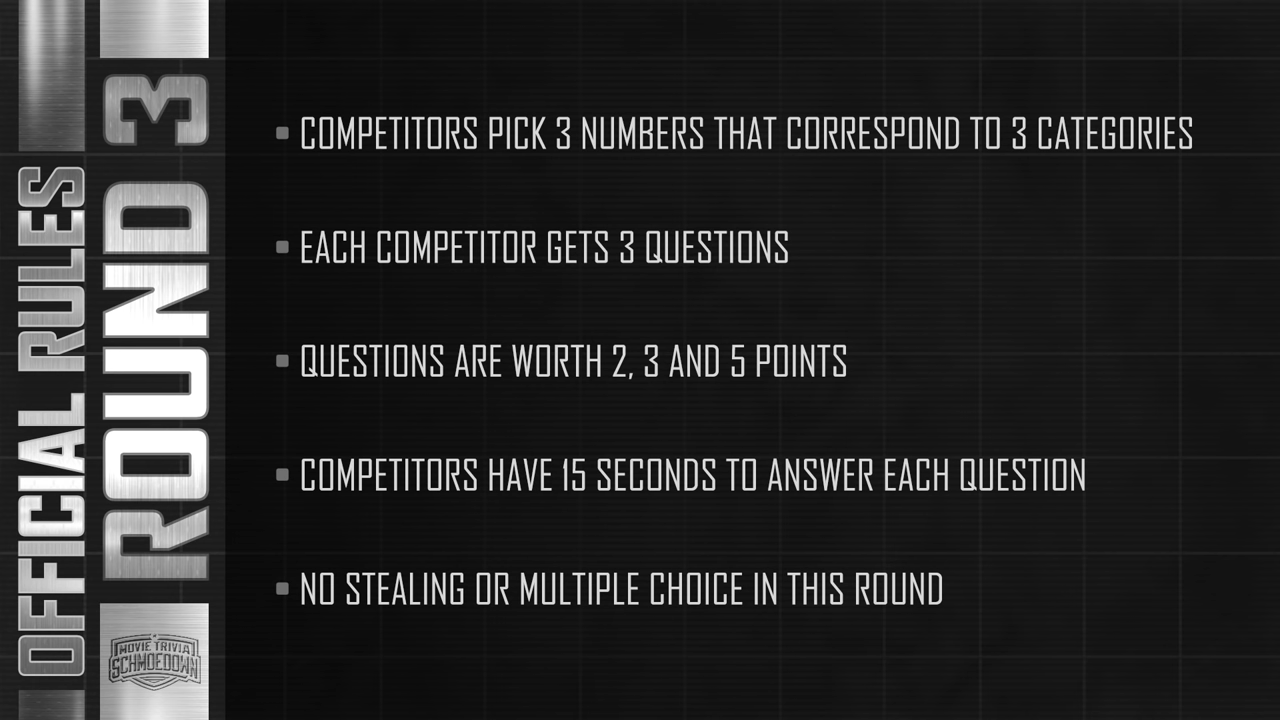 OFFICIAL RULES
ROUND 3
COMPETITORS PICK 3 NUMBERS THAT CORRESPOND TO 3 CATEGORIES
EACH COMPETITOR GETS 3 QUESTIONS
QUESTIONS ARE WORTH 2, 3 AND 5 POINTS
COMPETITORS HAVE 15 SECONDS TO ANSWER EACH QUESTION
NO STEALING OR MULTIPLE CHOICE IN THIS ROUND
MOVIE TRIVIA
SCHMOEDOWN